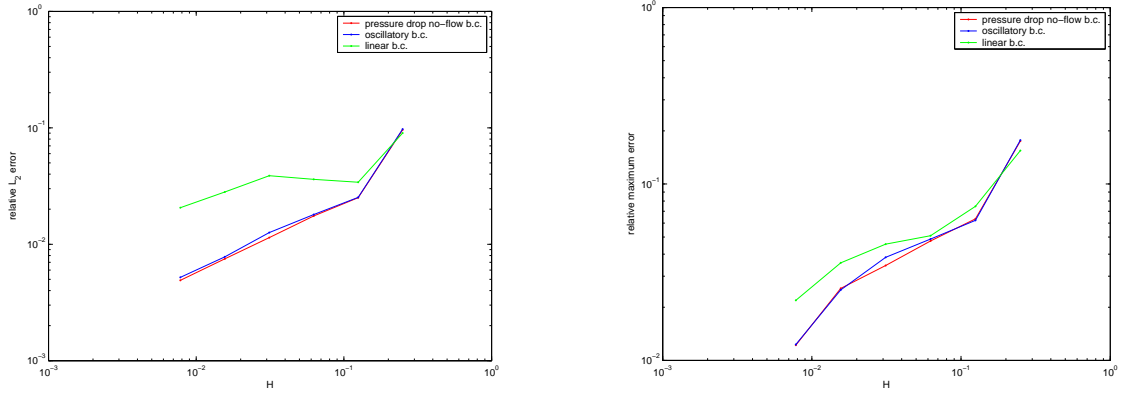 10^0
pressure drop no−flow b.c.
oscillatory b.c.
linear b.c.
10^−1
relative L_2 error
10^−2
10^−3
10^−3
10^−2
10^−1
10^0
H
10^0
pressure drop no−flow b.c.
oscillatory b.c.
linear b.c.
relative maximum error
10^−1
10^−2
10^−3
10^−2
10^−1
10^0
H